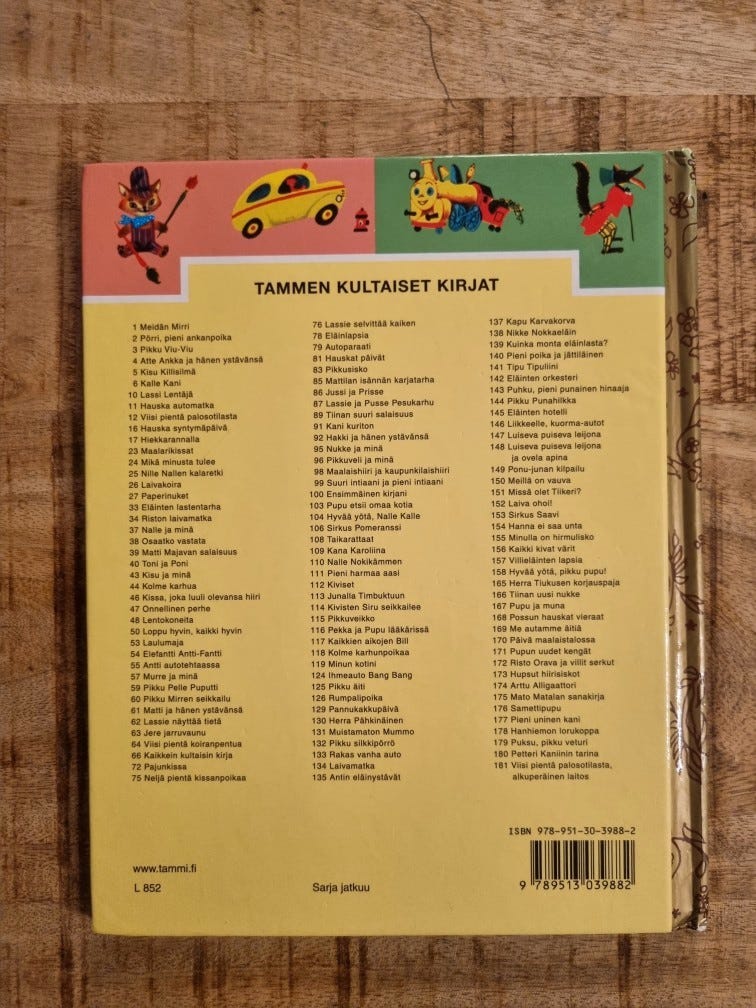 TAMMEN KULTAISET KIRJAT
1 Meidän Mirri
2 Pörri, pieni ankanpoika
3 Pikku Viu-Viu
4 Atte Ankka ja hänen ystävänsä
5 Kisu Killisilmä
6 Kalle Kani
10 Lassi Lentäjä
11 Hauska automatka
12 Viisi pientä palosotilasta
16 Hauska syntymäpäivä
17 Hiekkarannalla
23 Maalarikissat
24 Mikä minusta tulee
25 Nille Nallen kalaretki
26 Laivakoira
27 Paperinuket
33 Eläinten lastentarha
34 Riston laivamatka
37 Nalle ja minä
38 Osaatko vastata
39 Matti Majavan salaisuus
40 Toni ja Poni
43 Kisu ja minä
44 Kolme karhua
46 Kissa, joka luuli olevansa hiiri
47 Onnellinen perhe
48 Lentokoneita
50 Loppu hyvin, kaikki hyvin
53 Laulumaja
54 Elefantti Antti-Fantti
55 Antti autotehtaassa
57 Murre ja minä
59 Pikku Pelle Puputti
60 Pikku Mirren seikkailu
61 Matti ja hänen ystävänsä
62 Lassie näyttää tietä
63 Jere jarruvaunu
64 Viisi pientä koiranpentua
66 Kaikkein kultaisin kirja
72 Pajunkissa
75 Neljä pientä kissanpoikaa
76 Lassie selvittää kaiken
78 Eläinlapsia
79 Autoparaati
81 Hauskat päivät
83 Pikkusisko
85 Mattilan isännän karjatarha
86 Jussi ja Prisse
87 Lassie ja Pusse Pesukarhu
89 Tiinan suuri salaisuus
91 Kani kuriton
92 Hakki ja hänen ystävänsä
95 Nukke ja minä
96 Pikkuveli ja minä
98 Maalaishiiri ja kaupunkilaishiiri
99 Suuri intiaani ja pieni intiaani
100 Ensimmäinen kirjani
103 Pupu etsii omaa kotia
104 Hyvää yötä, Nalle Kalle
106 Sirkus Pomeranssi
108 Taikarattaat
109 Kana Karoliina
110 Nalle Nokikämmen
111 Pieni harmaa aasi
112 Kiviset
113 Junalla Timbuktuun
114 Kivisten Siru seikkailee
115 Pikkuveikko
116 Pekka ja Pupu lääkärissä
117 Kaikkien aikojen Bill
118 Kolme karhunpoikaa
119 Minun kotini
124 Ihmeauto Bang Bang
125 Pikku äiti
126 Rumpalipoika
129 Pannukakkupäivä
130 Herra Pähkinäinen
131 Muistamaton Mummo
132 Pikku silkkipörrö
133 Rakas vanha auto
134 Laivamatka
135 Antin eläinystävät
137 Kapu Karvakorva
138 Nikke Nokkaeläin
139 Kuinka monta eläinlasta?
140 Pieni poika ja jättiläinen
141 Tipu Tipuliini
142 Eläinten orkesteri
143 Puhku, pieni punainen hinaaja
144 Pikku Punahilkka
145 Eläinten hotelli
146 Liikkeelle, kuorma-autot
147 Luiseva puiseva leijona
148 Luiseva puiseva leijona
ja ovela apina
149 Ponu-junan kilpailu
150 Meillä on vauva
151 Missä olet Tiikeri?
152 Laiva ohoi!
153 Sirkus Saavi
154 Hanna ei saa unta
155 Minulla on hirmulisko
156 Kaikki kivat värit
157 Villieläinten lapsia
158 Hyvää yötä, pikku pupu!
165 Herra Tiukusen korjauspaja
166 Tiinan uusi nukke
167 Pupu ja muna
168 Possun hauskat vieraat
169 Me autamme äitiä
170 Päivä maalaistalossa
171 Pupun uudet kengät
172 Risto Orava ja villit serkut
173 Hupsut hiirisiskot
174 Arttu Alligaattori
175 Mato Matalan sanakirja
176 Samettipupu
177 Pieni uninen kani
178 Hanhiemon lorukoppa
179 Puksu, pikku veturi
180 Petteri Kaniinin tarina
181 Viisi pientä palosotilasta,
alkuperäinen laitos
www.tammi.fi
L 852
Sarja jatkuu
ISBN 978-951-30-3988-2
9 789513 039882